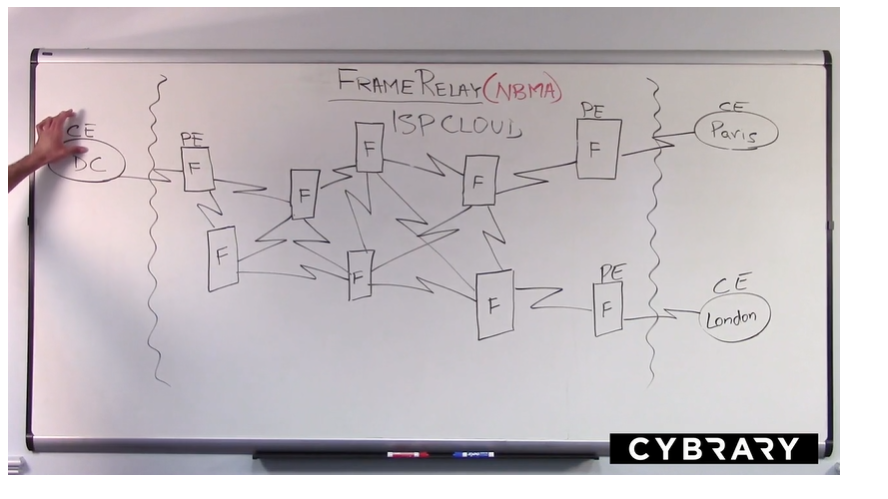 FRAME RELAY (NBMA)
ISP CLOUD
CE
DC
PE
F
F
F
F
F
F
F
PE
F
PE
F
CE
Paris
CE
London
CYBRARY